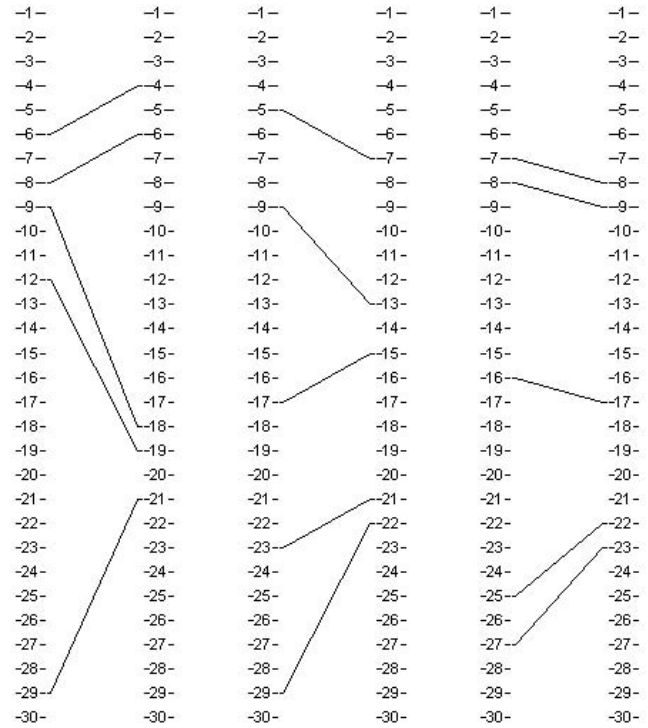 –1– –1– –1– –1– –1– –1–
–2– –2– –2– –2– –2– –2–
–3– –3– –3– –3– –3– –3–
–4– –4– –4– –4– –4– –4–
–5– –5– –5– –5– –5– –5–
–6– –6– –6– –6– –6– –6–
–7– –7– –7– –7– –7– –7–
–8– –8– –8– –8– –8– –8–
–9– –9– –9– –9– –9– –9–
–10– –10– –10– –10– –10– –10–
–11– –11– –11– –11– –11– –11–
–12– –12– –12– –12– –12– –12–
–13– –13– –13– –13– –13– –13–
–14– –14– –14– –14– –14– –14–
–15– –15– –15– –15– –15– –15–
–16– –16– –16– –16– –16– –16–
–17– –17– –17– –17– –17– –17–
–18– –18– –18– –18– –18– –18–
–19– –19– –19– –19– –19– –19–
–20– –20– –20– –20– –20– –20–
–21– –21– –21– –21– –21– –21–
–22– –22– –22– –22– –22– –22–
–23– –23– –23– –23– –23– –23–
–24– –24– –24– –24– –24– –24–
–25– –25– –25– –25– –25– –25–
–26– –26– –26– –26– –26– –26–
–27– –27– –27– –27– –27– –27–
–28– –28– –28– –28– –28– –28–
–29– –29– –29– –29– –29– –29–
–30– –30– –30– –30– –30– –30–